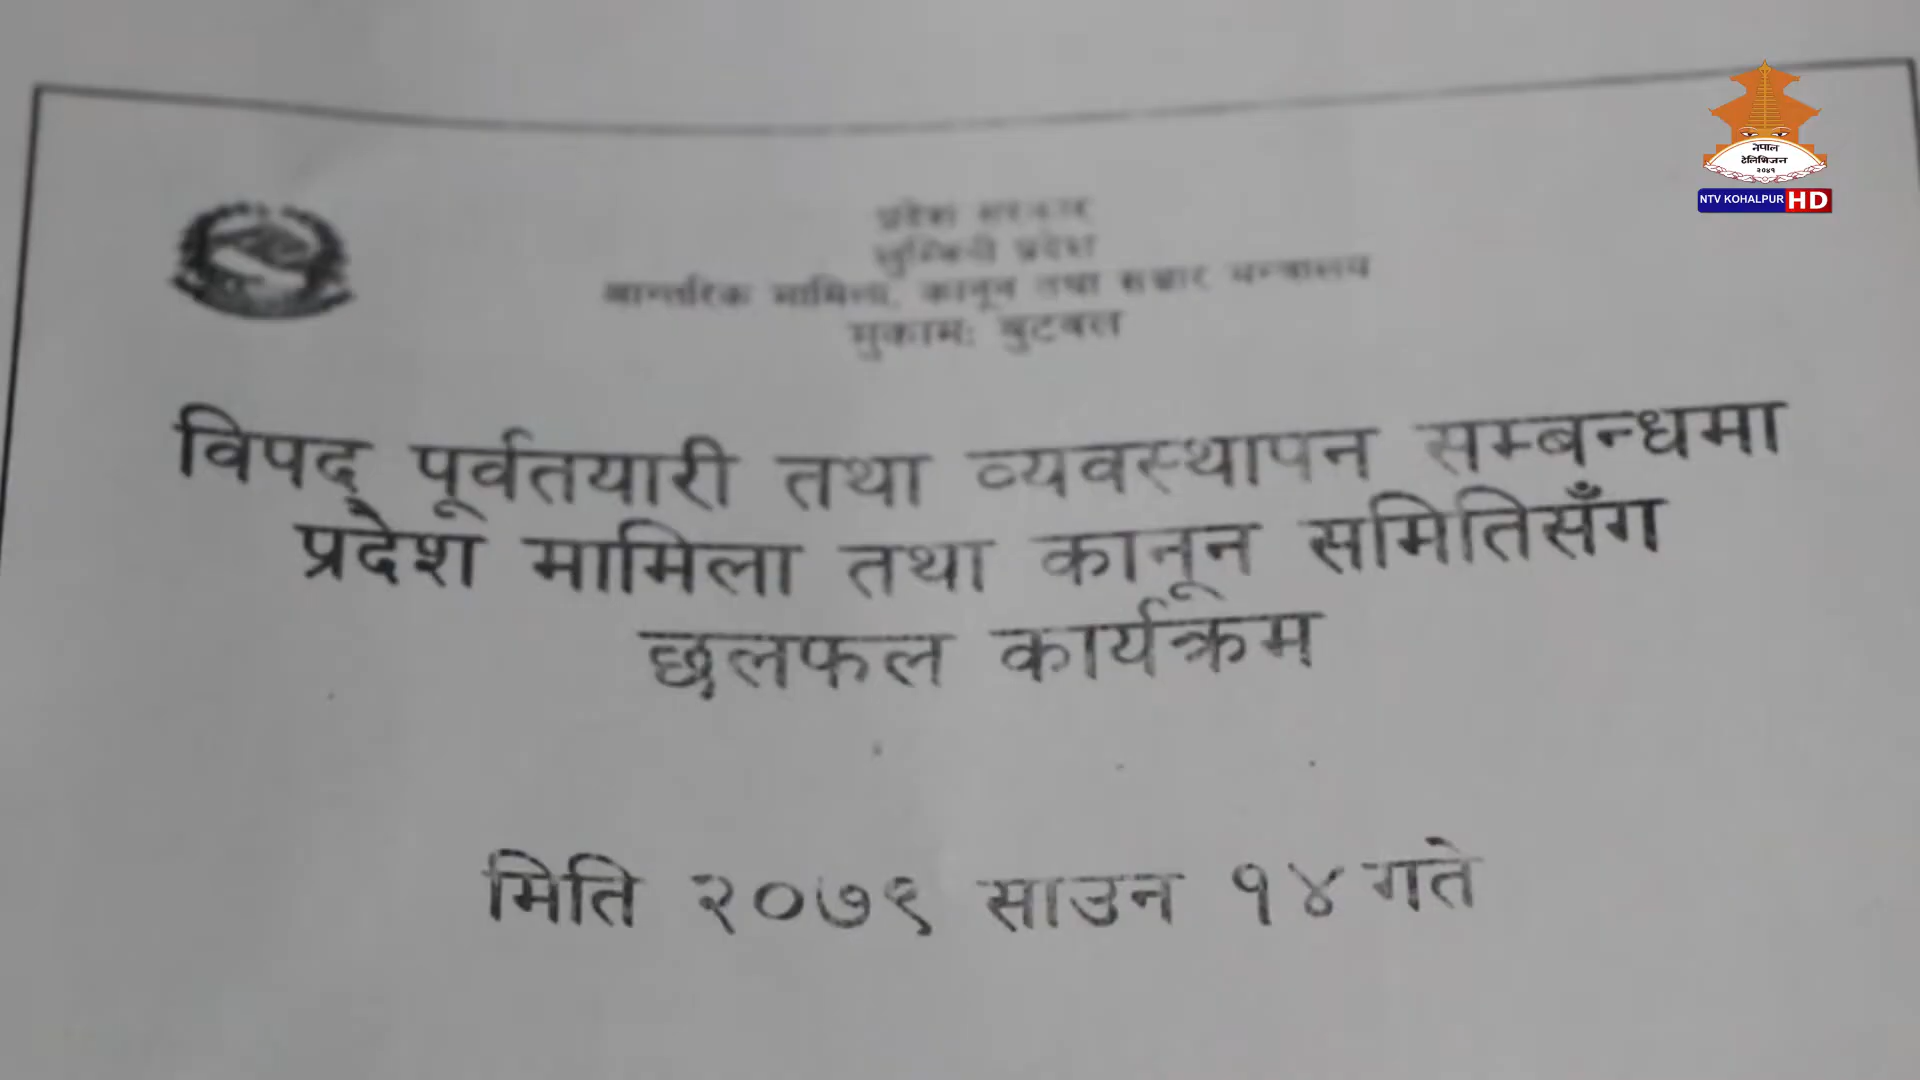 नेपाल
टेलिभिजन
२०४१
NTV KOHALPUR HD
प्रदेश सरकार
लुम्बिनी प्रदेश
आन्तरिक मामिला, कानून तथा सञ्चार मन्त्रालय
मुकामः बुटवल
विपद् पूर्वतयारी तथा व्यवस्थापन सम्बन्धमा
प्रदेश मामिला तथा कानून समितिसँग
छलफल कार्यक्रम
मिति २०७९ साउन १४ गते